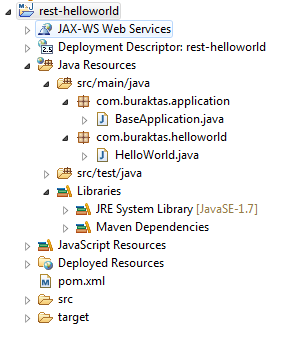 rest-helloworld
JAX-WS Web Services
Deployment Descriptor: rest-helloworld
Java Resources
src/main/java
com.buraktas.application
BaseApplication.java
com.buraktas.helloworld
HelloWorld.java
src/test/java
Libraries
JRE System Library [JavaSE-1.7]
Maven Dependencies
JavaScript Resources
Deployed Resources
pom.xml
src
target